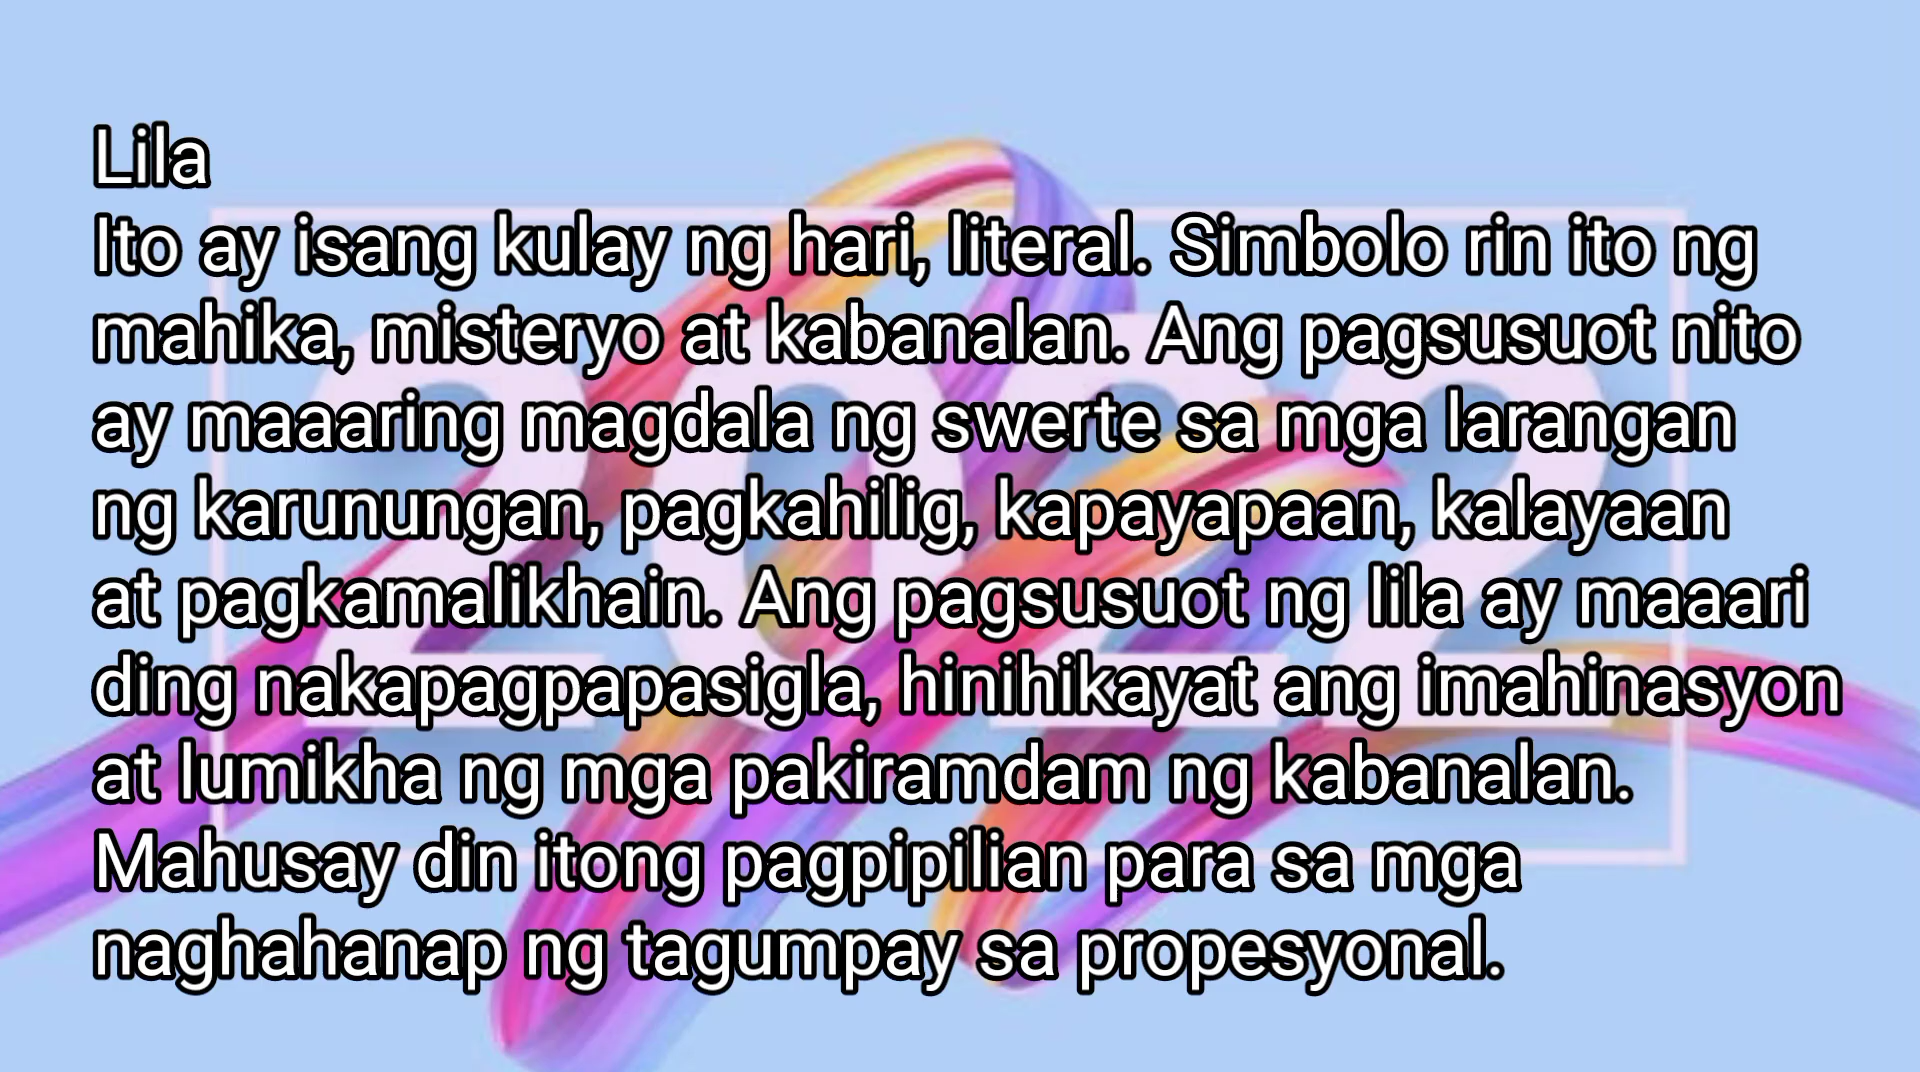 Lila
Ito ay isang kulay ng hari, literal. Simbolo rin ito ng
mahika, misteryo at kabanalan. Ang pagsusuot nito
ay maaaring magdala ng swerte sa mga larangan
ng karunungan, pagkahilig, kapayapaan, kalayaan
at pagkamalikhain. Ang pagsusuot ng lila ay maaari
ding nakapagpapasigla, hinihikayat ang imahinasyon
at lumikha ng mga pakiramdam ng kabanalan.
Mahusay din itong pagpipilian para sa mga
naghahanap ng tagumpay sa propesyonal.
2022